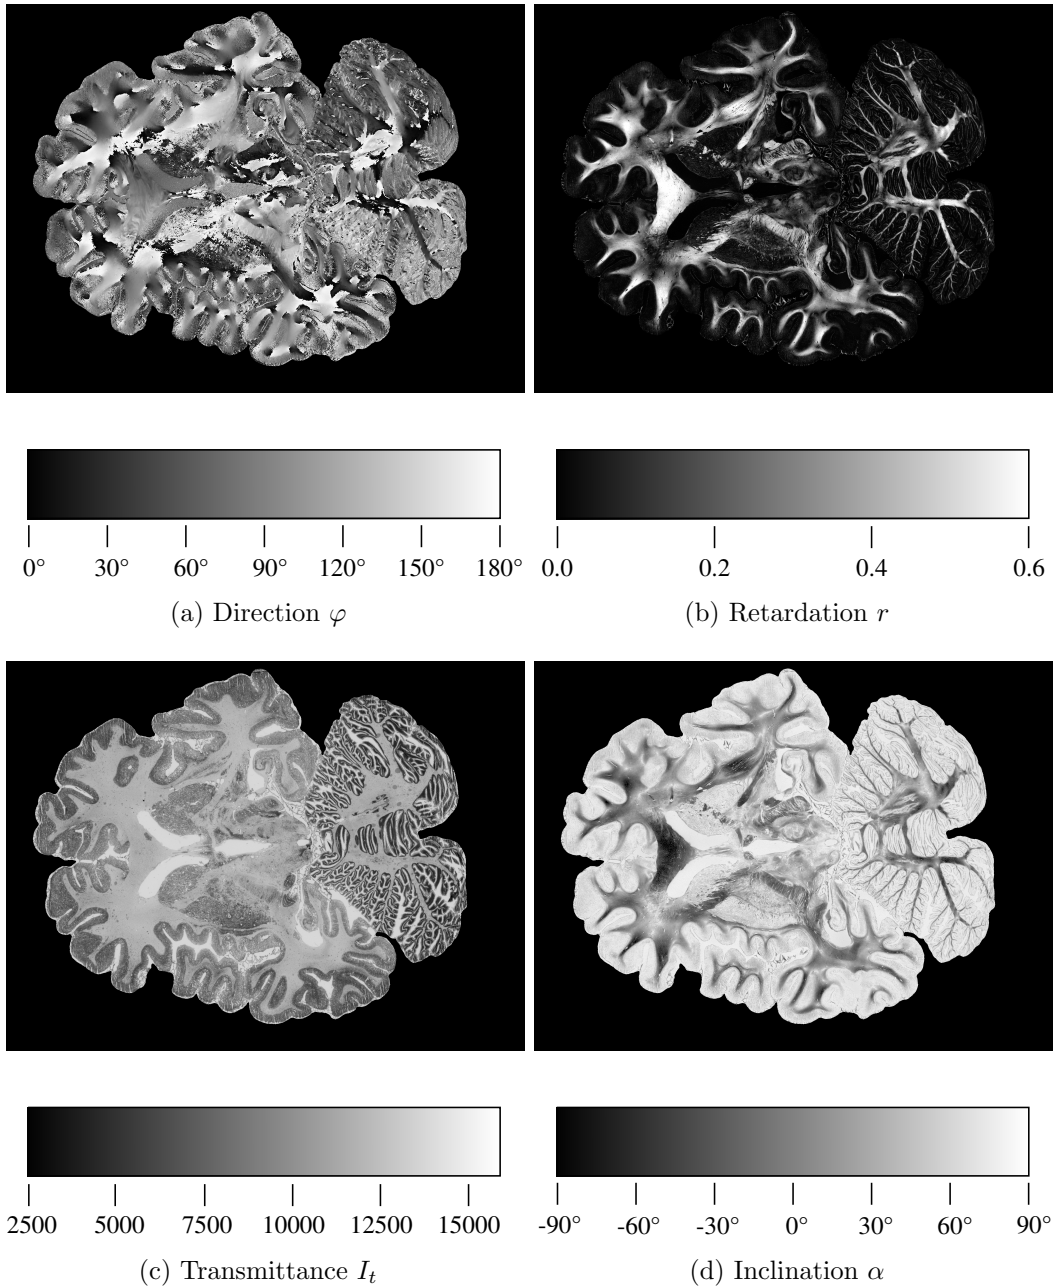 0° 30° 60° 90° 120° 150° 180°
0.0 0.2 0.4 0.6
(a) Direction φ
(b) Retardation r
2500 5000 7500 10000 12500 15000
-90° -60° -30° 0° 30° 60° 90°
(c) Transmittance Iₜ
(d) Inclination α